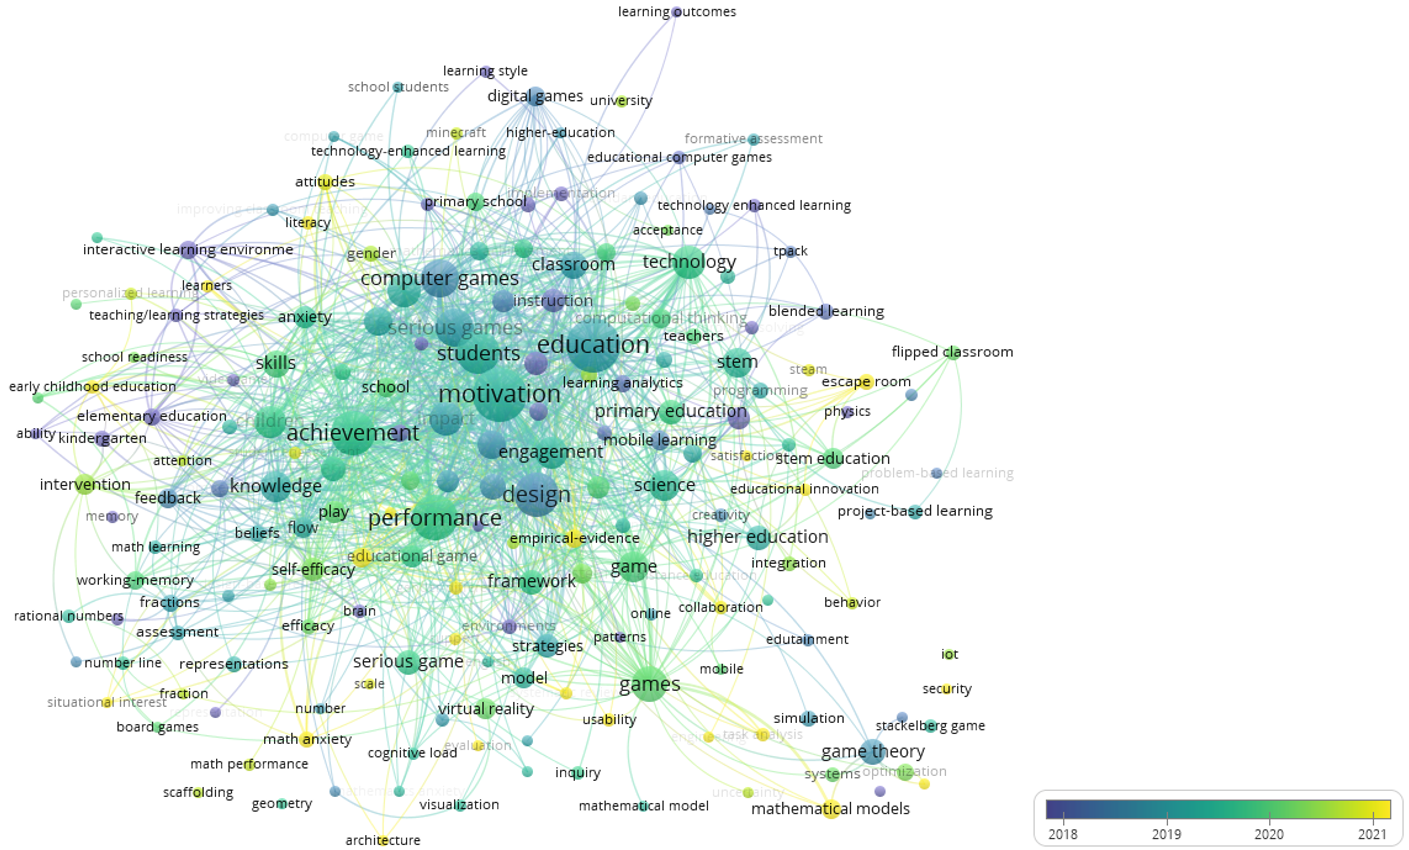 learning outcomes
learning style
school students
digital games
university
computer game
minecraft
higher-education
formative assessment
technology-enhanced learning
educational computer games
attitudes
primary school
implementation
technology enhanced learning
literacy
acceptance
interactive learning environme
gender
classroom
technology
tpack
computer games
learners
personalized learning
instruction
teaching/learning strategies
anxiety
serious games
computational thinking
blended learning
teachers
students
education
school readiness
skills
stem
flipped classroom
steam
early childhood education
videogames
school
learning analytics
escape room
motivation
programming
elementary education
children
impact
primary education
physics
ability
kindergarten
achievement
mobile learning
attention
engagement
satisfaction
stem education
problem-based learning
intervention
feedback
knowledge
design
science
educational innovation
memory
play
performance
creativity
project-based learning
beliefs
flow
empirical-evidence
higher education
math learning
educational game
working-memory
self-efficacy
framework
game
distance education
integration
fractions
brain
online
collaboration
behavior
rational numbers
assessment
efficacy
environments
patterns
edutainment
strategies
number line
representations
serious game
mobile
iot
model
games
security
situational interest
fraction
scale
number
virtual reality
usability
simulation
stackelberg game
board games
math anxiety
evaluation
task analysis
cognitive load
game theory
math performance
inquiry
systems
optimization
scaffolding
mathematics anxiety
uncertainty
geometry
visualization
mathematical model
mathematical models
architecture
2018 2019 2020 2021